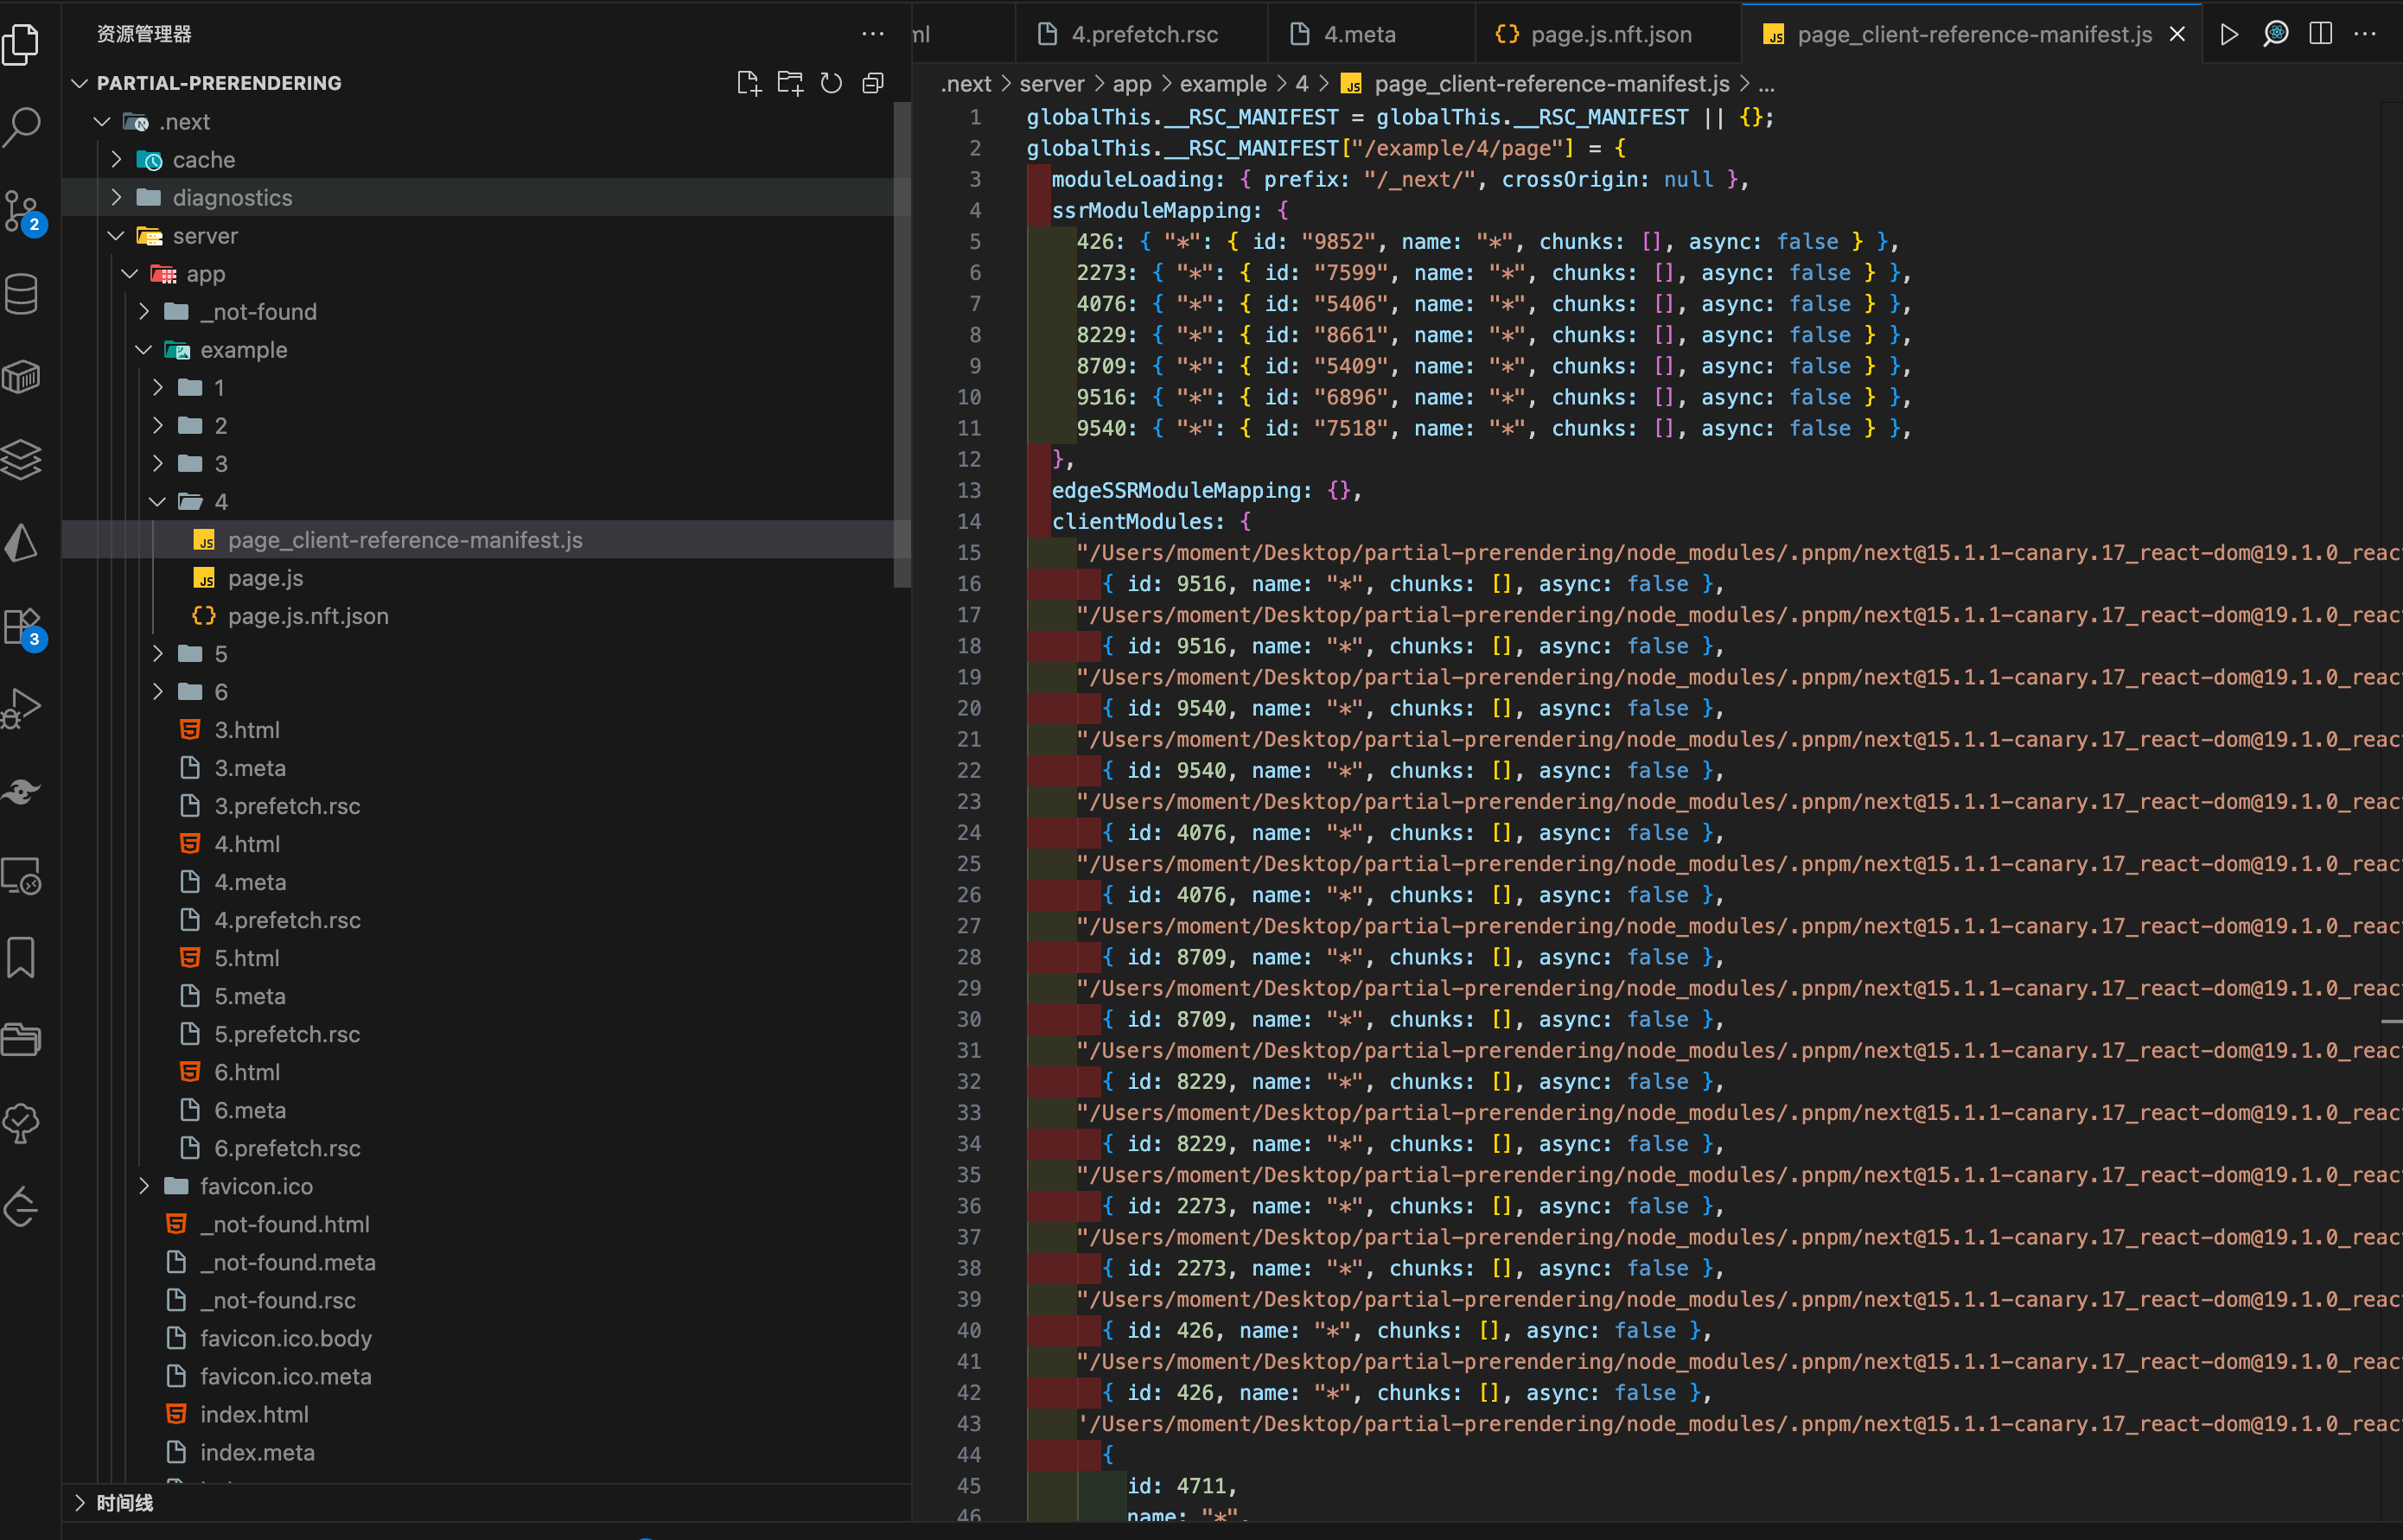 资源管理器
PARTIAL-PRERENDERING
.next
cache
diagnostics
server
app
_not-found
example
1
2
3
4
page_client-reference-manifest.js
page.js
page.js.nft.json
5
6
3.html
3.meta
3.prefetch.rsc
4.html
4.meta
4.prefetch.rsc
5.html
5.meta
5.prefetch.rsc
6.html
6.meta
6.prefetch.rsc
favicon.ico
_not-found.html
_not-found.meta
_not-found.rsc
favicon.ico.body
favicon.ico.meta
index.html
index.meta
时间线
2
3
ml
4.prefetch.rsc
4.meta
page.js.nft.json
page_client-reference-manifest.js
.next > server > app > example > 4 > JS page_client-reference-manifest.js > ...
1 globalThis.__RSC_MANIFEST = globalThis.__RSC_MANIFEST || {};
2 globalThis.__RSC_MANIFEST["/example/4/page"] = {
3 moduleLoading: { prefix: "/_next/", crossOrigin: null },
4 ssrModuleMapping: {
5 426: { "*": { id: "9852", name: "*", chunks: [], async: false } },
6 2273: { "*": { id: "7599", name: "*", chunks: [], async: false } },
7 4076: { "*": { id: "5406", name: "*", chunks: [], async: false } },
8 8229: { "*": { id: "8661", name: "*", chunks: [], async: false } },
9 8709: { "*": { id: "5409", name: "*", chunks: [], async: false } },
10 9516: { "*": { id: "6896", name: "*", chunks: [], async: false } },
11 9540: { "*": { id: "7518", name: "*", chunks: [], async: false } },
12 },
13 edgeSSRModuleMapping: {},
14 clientModules: {
15 "/Users/moment/Desktop/partial-prerendering/node_modules/.pnpm/next@15.1.1-canary.17_react-dom@19.1.0_reac
16 { id: 9516, name: "*", chunks: [], async: false },
17 "/Users/moment/Desktop/partial-prerendering/node_modules/.pnpm/next@15.1.1-canary.17_react-dom@19.1.0_reac
18 { id: 9516, name: "*", chunks: [], async: false },
19 "/Users/moment/Desktop/partial-prerendering/node_modules/.pnpm/next@15.1.1-canary.17_react-dom@19.1.0_reac
20 { id: 9540, name: "*", chunks: [], async: false },
21 "/Users/moment/Desktop/partial-prerendering/node_modules/.pnpm/next@15.1.1-canary.17_react-dom@19.1.0_reac
22 { id: 9540, name: "*", chunks: [], async: false },
23 "/Users/moment/Desktop/partial-prerendering/node_modules/.pnpm/next@15.1.1-canary.17_react-dom@19.1.0_reac
24 { id: 4076, name: "*", chunks: [], async: false },
25 "/Users/moment/Desktop/partial-prerendering/node_modules/.pnpm/next@15.1.1-canary.17_react-dom@19.1.0_reac
26 { id: 4076, name: "*", chunks: [], async: false },
27 "/Users/moment/Desktop/partial-prerendering/node_modules/.pnpm/next@15.1.1-canary.17_react-dom@19.1.0_reac
28 { id: 8709, name: "*", chunks: [], async: false },
29 "/Users/moment/Desktop/partial-prerendering/node_modules/.pnpm/next@15.1.1-canary.17_react-dom@19.1.0_reac
30 { id: 8709, name: "*", chunks: [], async: false },
31 "/Users/moment/Desktop/partial-prerendering/node_modules/.pnpm/next@15.1.1-canary.17_react-dom@19.1.0_reac
32 { id: 8229, name: "*", chunks: [], async: false },
33 "/Users/moment/Desktop/partial-prerendering/node_modules/.pnpm/next@15.1.1-canary.17_react-dom@19.1.0_reac
34 { id: 8229, name: "*", chunks: [], async: false },
35 "/Users/moment/Desktop/partial-prerendering/node_modules/.pnpm/next@15.1.1-canary.17_react-dom@19.1.0_reac
36 { id: 2273, name: "*", chunks: [], async: false },
37 "/Users/moment/Desktop/partial-prerendering/node_modules/.pnpm/next@15.1.1-canary.17_react-dom@19.1.0_reac
38 { id: 2273, name: "*", chunks: [], async: false },
39 "/Users/moment/Desktop/partial-prerendering/node_modules/.pnpm/next@15.1.1-canary.17_react-dom@19.1.0_reac
40 { id: 426, name: "*", chunks: [], async: false },
41 "/Users/moment/Desktop/partial-prerendering/node_modules/.pnpm/next@15.1.1-canary.17_react-dom@19.1.0_reac
42 { id: 426, name: "*", chunks: [], async: false },
43 '/Users/moment/Desktop/partial-prerendering/node_modules/.pnpm/next@15.1.1-canary.17_react-dom@19.1.0_reac
44 {
45 id: 4711,
46 name: "*",